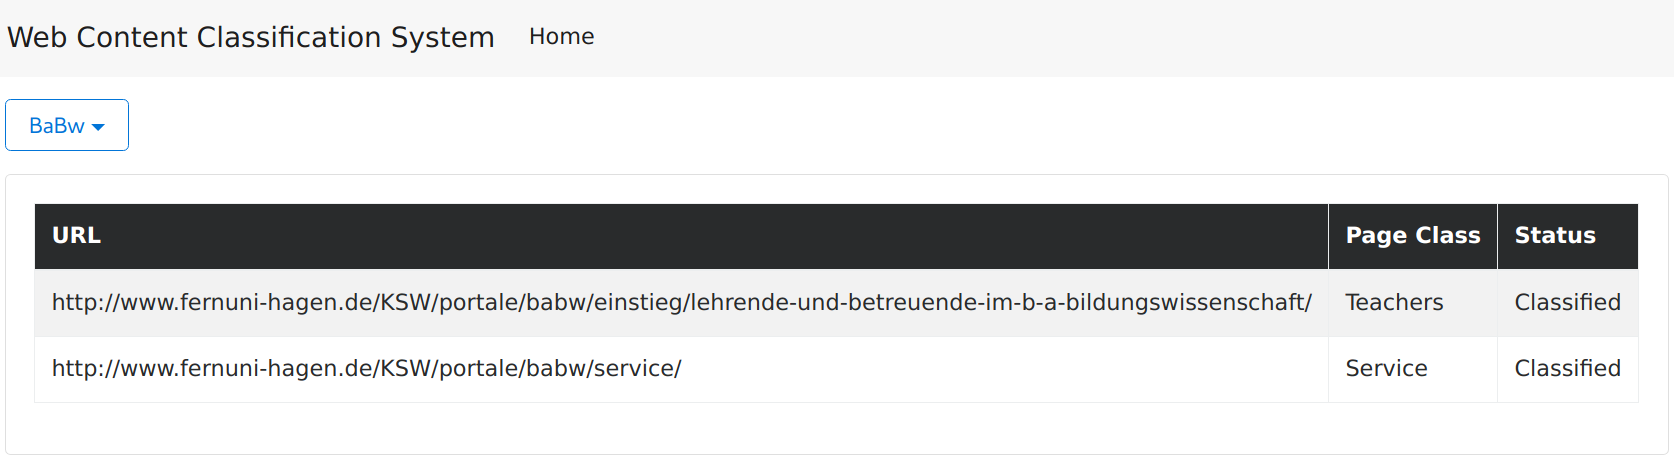 Web Content Classification System Home
BaBw
URL Page Class Status
http://www.fernuni-hagen.de/KSW/portale/babw/einstieg/lehrende-und-betreuende-im-b-a-bildungswissenschaft/ Teachers Classified
http://www.fernuni-hagen.de/KSW/portale/babw/service/ Service Classified